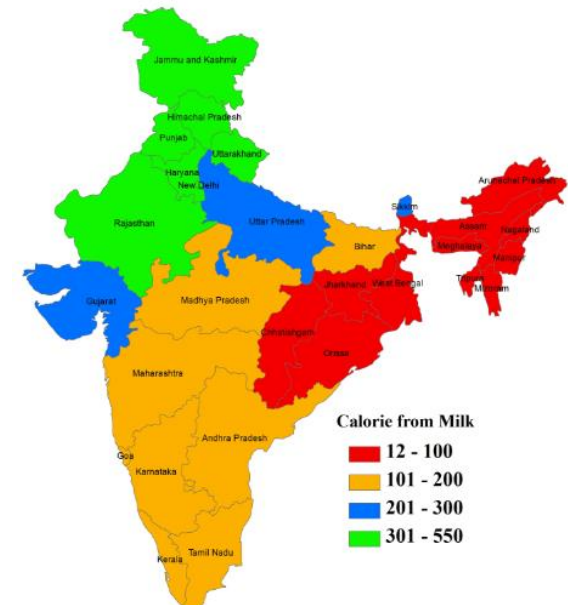 Jammu and Kashmir
Himachal Pradesh
Punjab
Uttarakhand
Haryana
New Delhi
Arunachal Pradesh
Sikkim
Rajasthan
Uttar Pradesh
Assam
Nagaland
Bihar
Meghalaya
Manipur
Tripura
Mizoram
Gujarat
Madhya Pradesh
Jharkhand
West Bengal
Chhattisgarh
Orissa
Maharashtra
Andhra Pradesh
Goa
Karnataka
Kerala
Tamil Nadu
Calorie from Milk
12 - 100
101 - 200
201 - 300
301 - 550